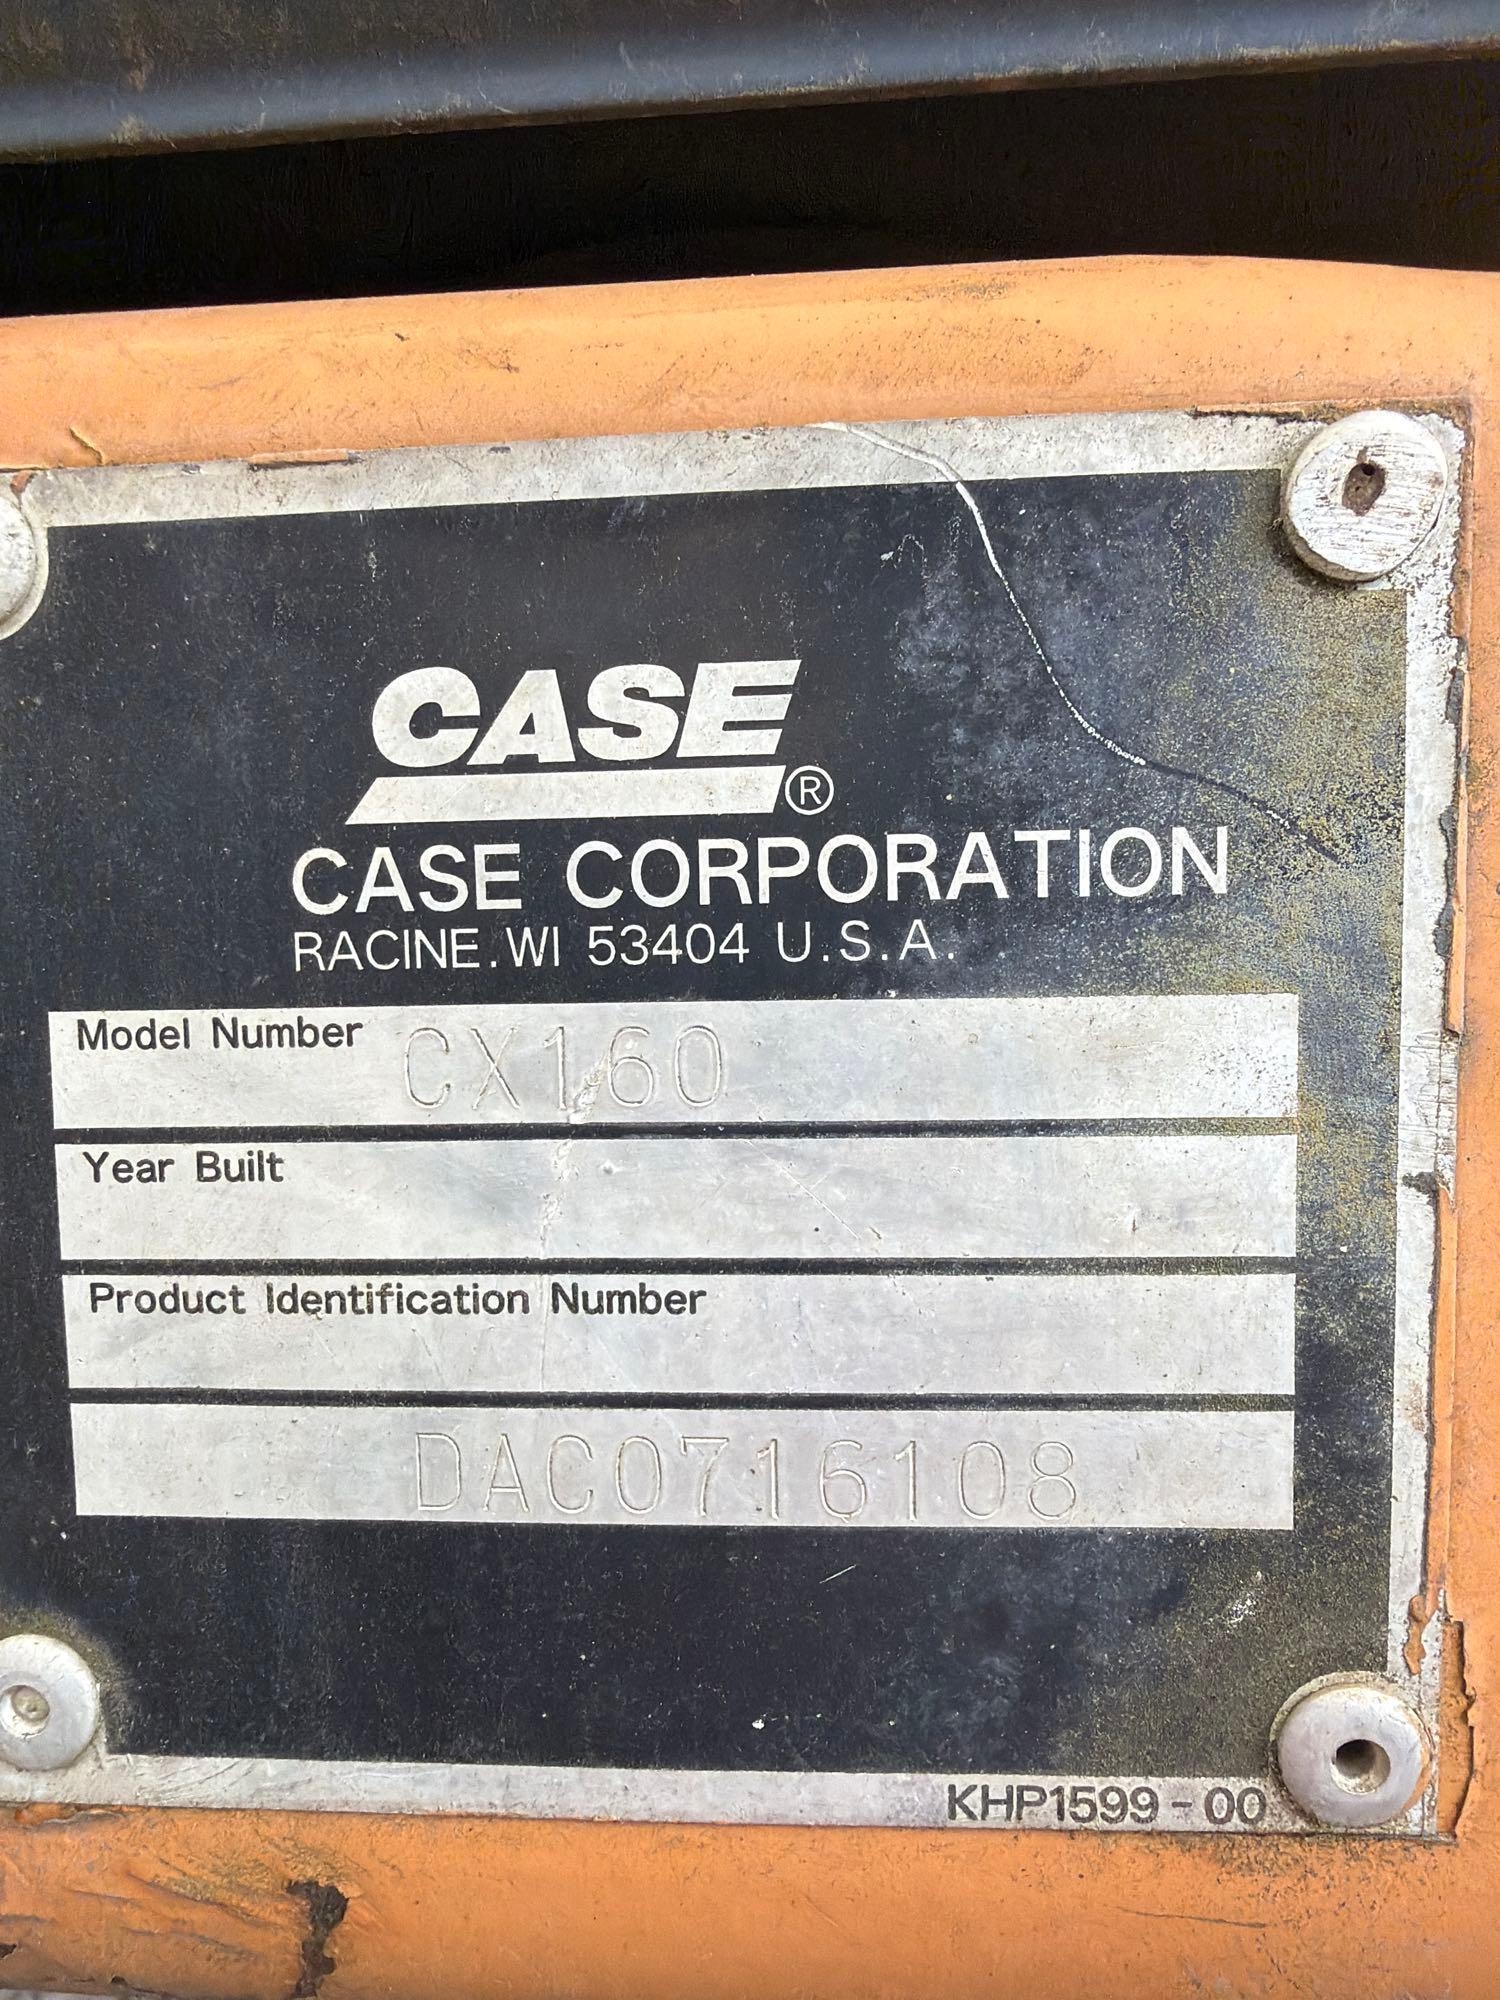 CASE®
CASE CORPORATION
RACINE.WI 53404 U.S.A.
Model Number CX160
Year Built
Product Identification Number
DAC0716108
KHP1599-00